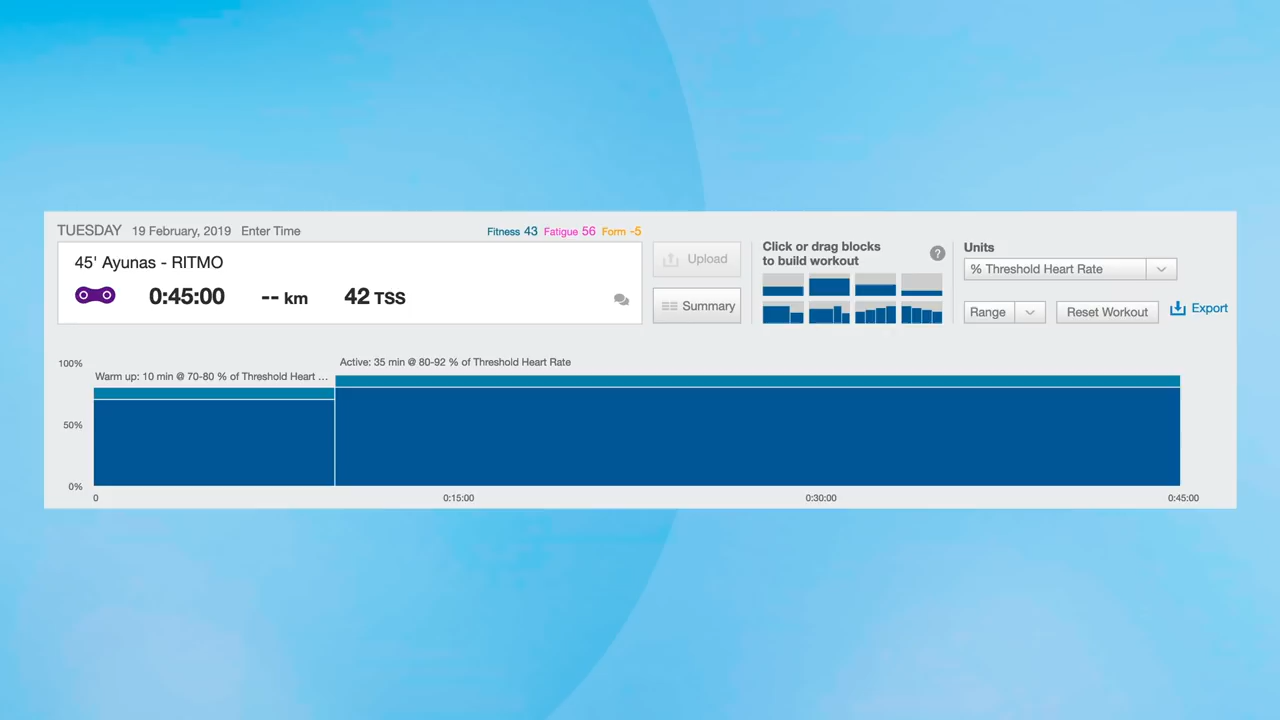 TUESDAY 19 February, 2019 Enter Time
Fitness 43 Fatigue 56 Form -5
45' Ayunas - RITMO
0:45:00 -- km 42 TSS
Upload
Summary
Click or drag blocks
to build workout
?
Units
% Threshold Heart Rate
Range
Reset Workout
Export
Active: 35 min @ 80-92 % of Threshold Heart Rate
Warm up: 10 min @ 70-80 % of Threshold Heart ...
100%
50%
0%
0 0:15:00 0:30:00 0:45:00